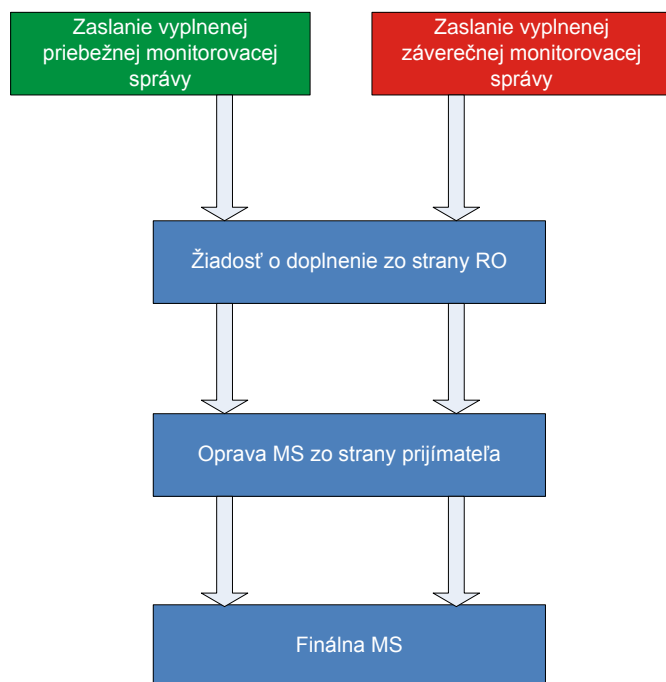 Zaslanie vyplnenej
priebežnej monitorovacej
správy
Zaslanie vyplnenej
záverečnej monitorovacej
správy
Žiadosť o doplnenie zo strany RO
Oprava MS zo strany prijímateľa
Finálna MS